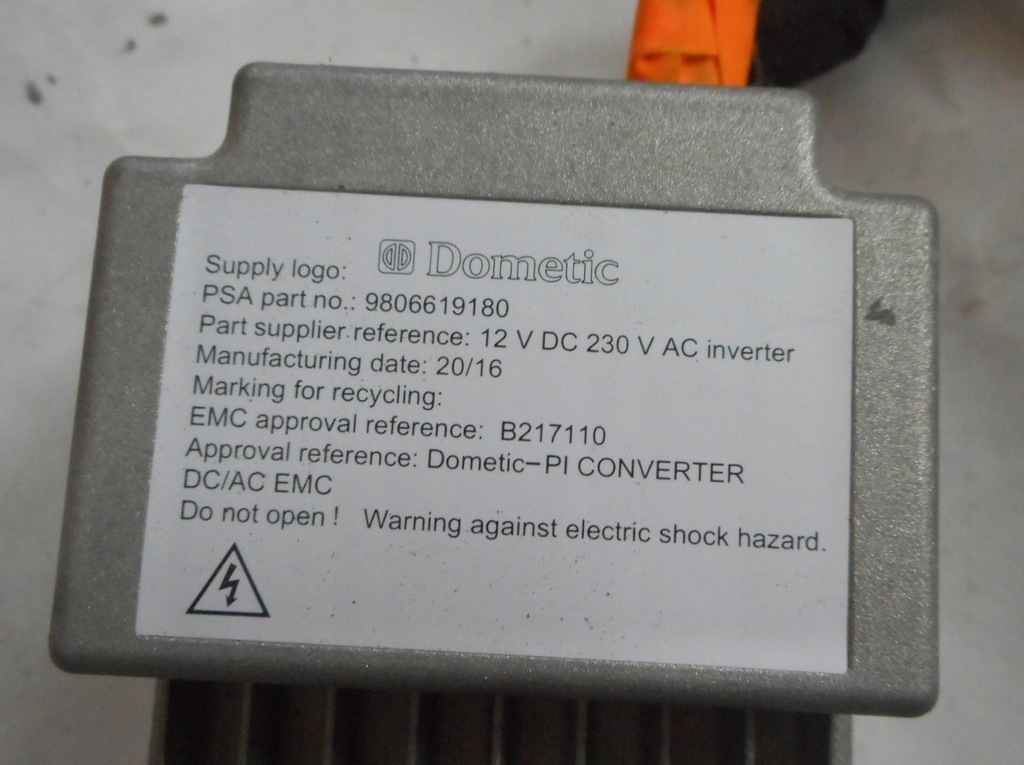 Supply logo: Dometic
PSA part no.: 9806619180
Part supplier reference: 12 V DC 230 V AC inverter
Manufacturing date: 20/16
Marking for recycling:
EMC approval reference: B217110
Approval reference: Dometic-PI CONVERTER
DC/AC EMC
Do not open ! Warning against electric shock hazard.